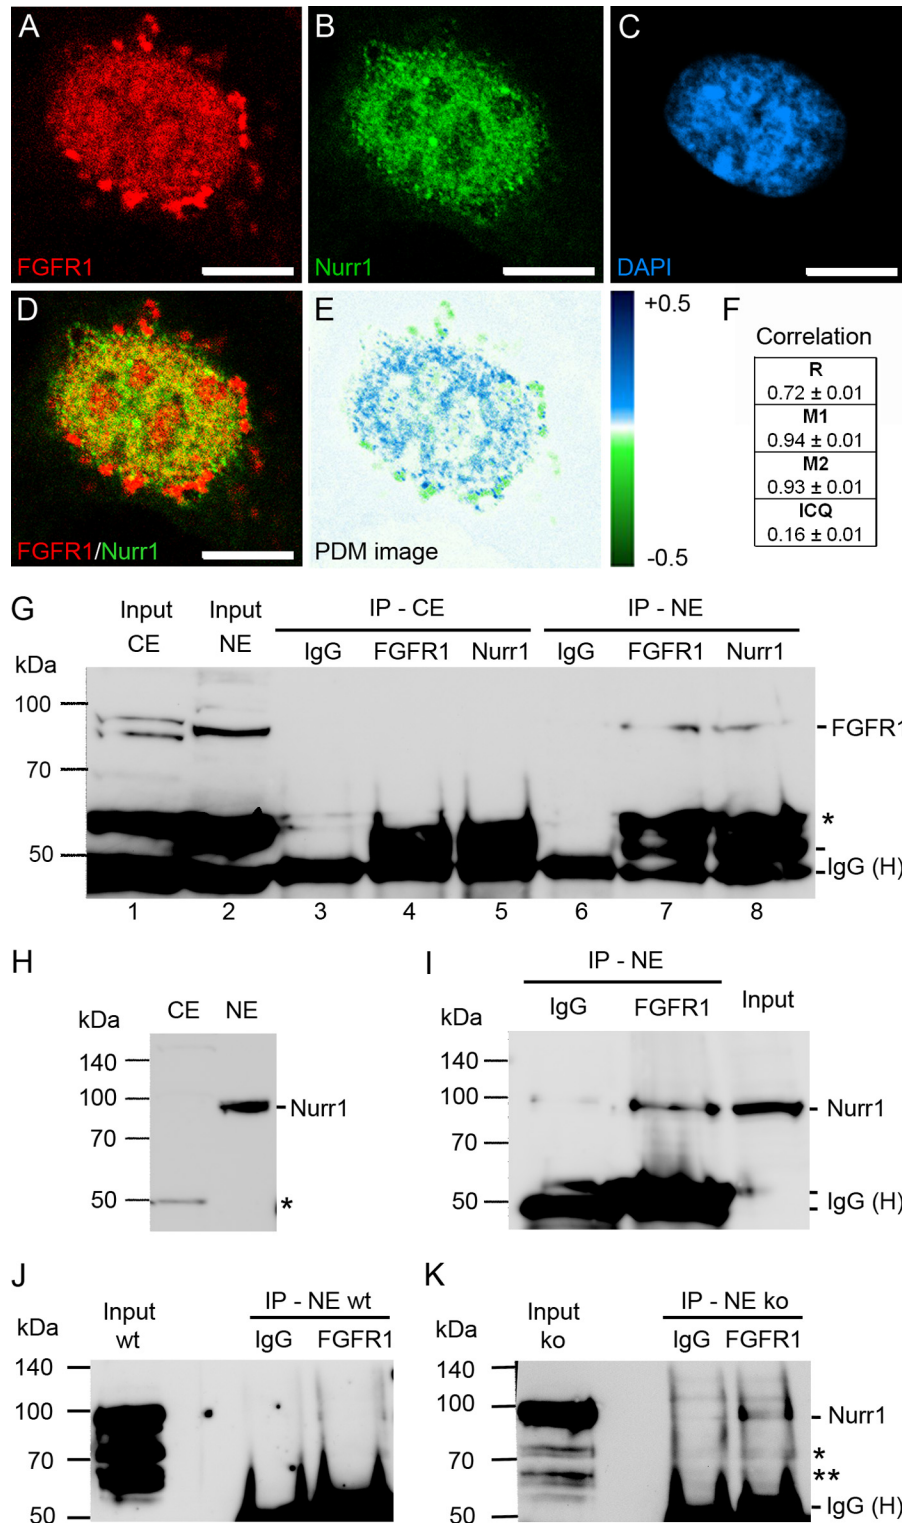 A
B
C
FGFR1
Nurr1
DAPI
D
E
+0.5
F
Correlation
R
0.72 ± 0.01
M1
0.94 ± 0.01
M2
0.93 ± 0.01
ICQ
0.16 ± 0.01
FGFR1/Nurr1
PDM image
-0.5
G
Input CE
Input NE
IP - CE
IP - NE
IgG FGFR1 Nurr1 IgG FGFR1 Nurr1
kDa
100
70
50
FGFR1
*
IgG (H)
1 2 3 4 5 6 7 8
H
CE NE
kDa
140
100
70
50
Nurr1
*
I
IP - NE
IgG FGFR1 Input
kDa
140
100
70
50
Nurr1
IgG (H)
J
Input wt
IP - NE wt
IgG FGFR1
kDa
140
100
70
50
K
Input ko
IP - NE ko
IgG FGFR1
kDa
140
100
70
50
Nurr1
*
**
IgG (H)